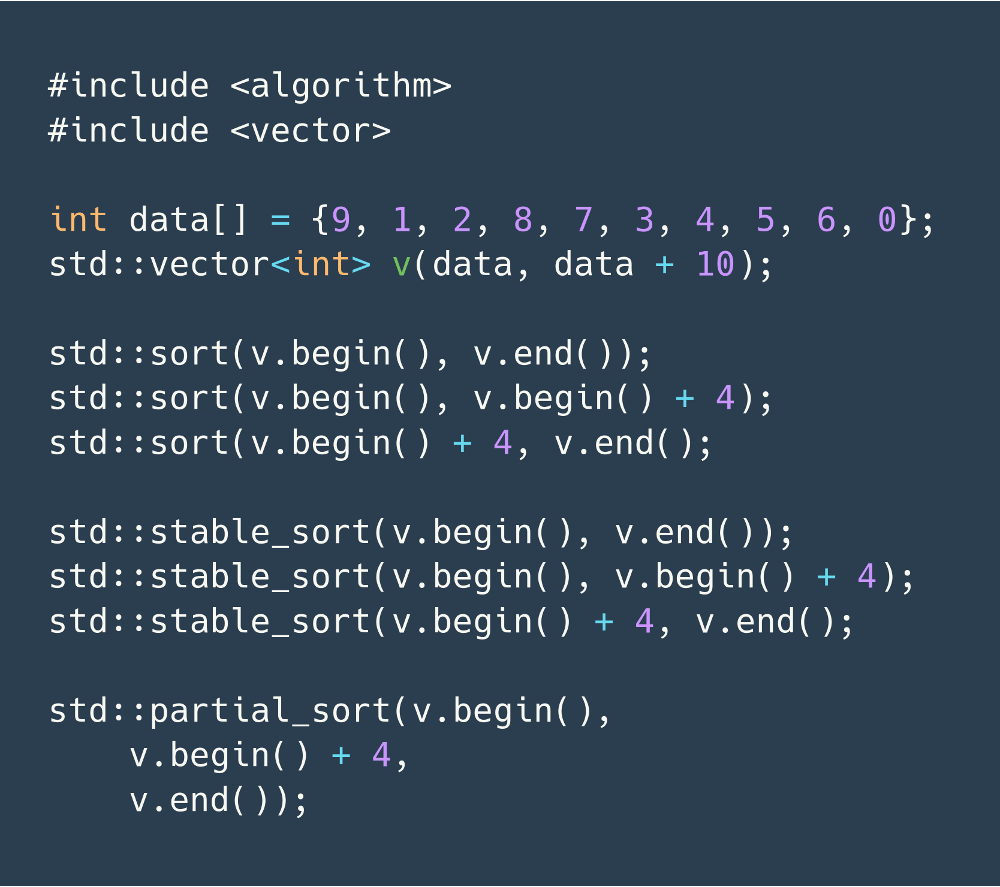 #include <algorithm>
#include <vector>
int data[] = {9, 1, 2, 8, 7, 3, 4, 5, 6, 0};
std::vector<int> v(data, data + 10);
std::sort(v.begin(), v.end());
std::sort(v.begin(), v.begin() + 4);
std::sort(v.begin() + 4, v.end();
std::stable_sort(v.begin(), v.end());
std::stable_sort(v.begin(), v.begin() + 4);
std::stable_sort(v.begin() + 4, v.end();
std::partial_sort(v.begin(),
    v.begin() + 4,
    v.end());